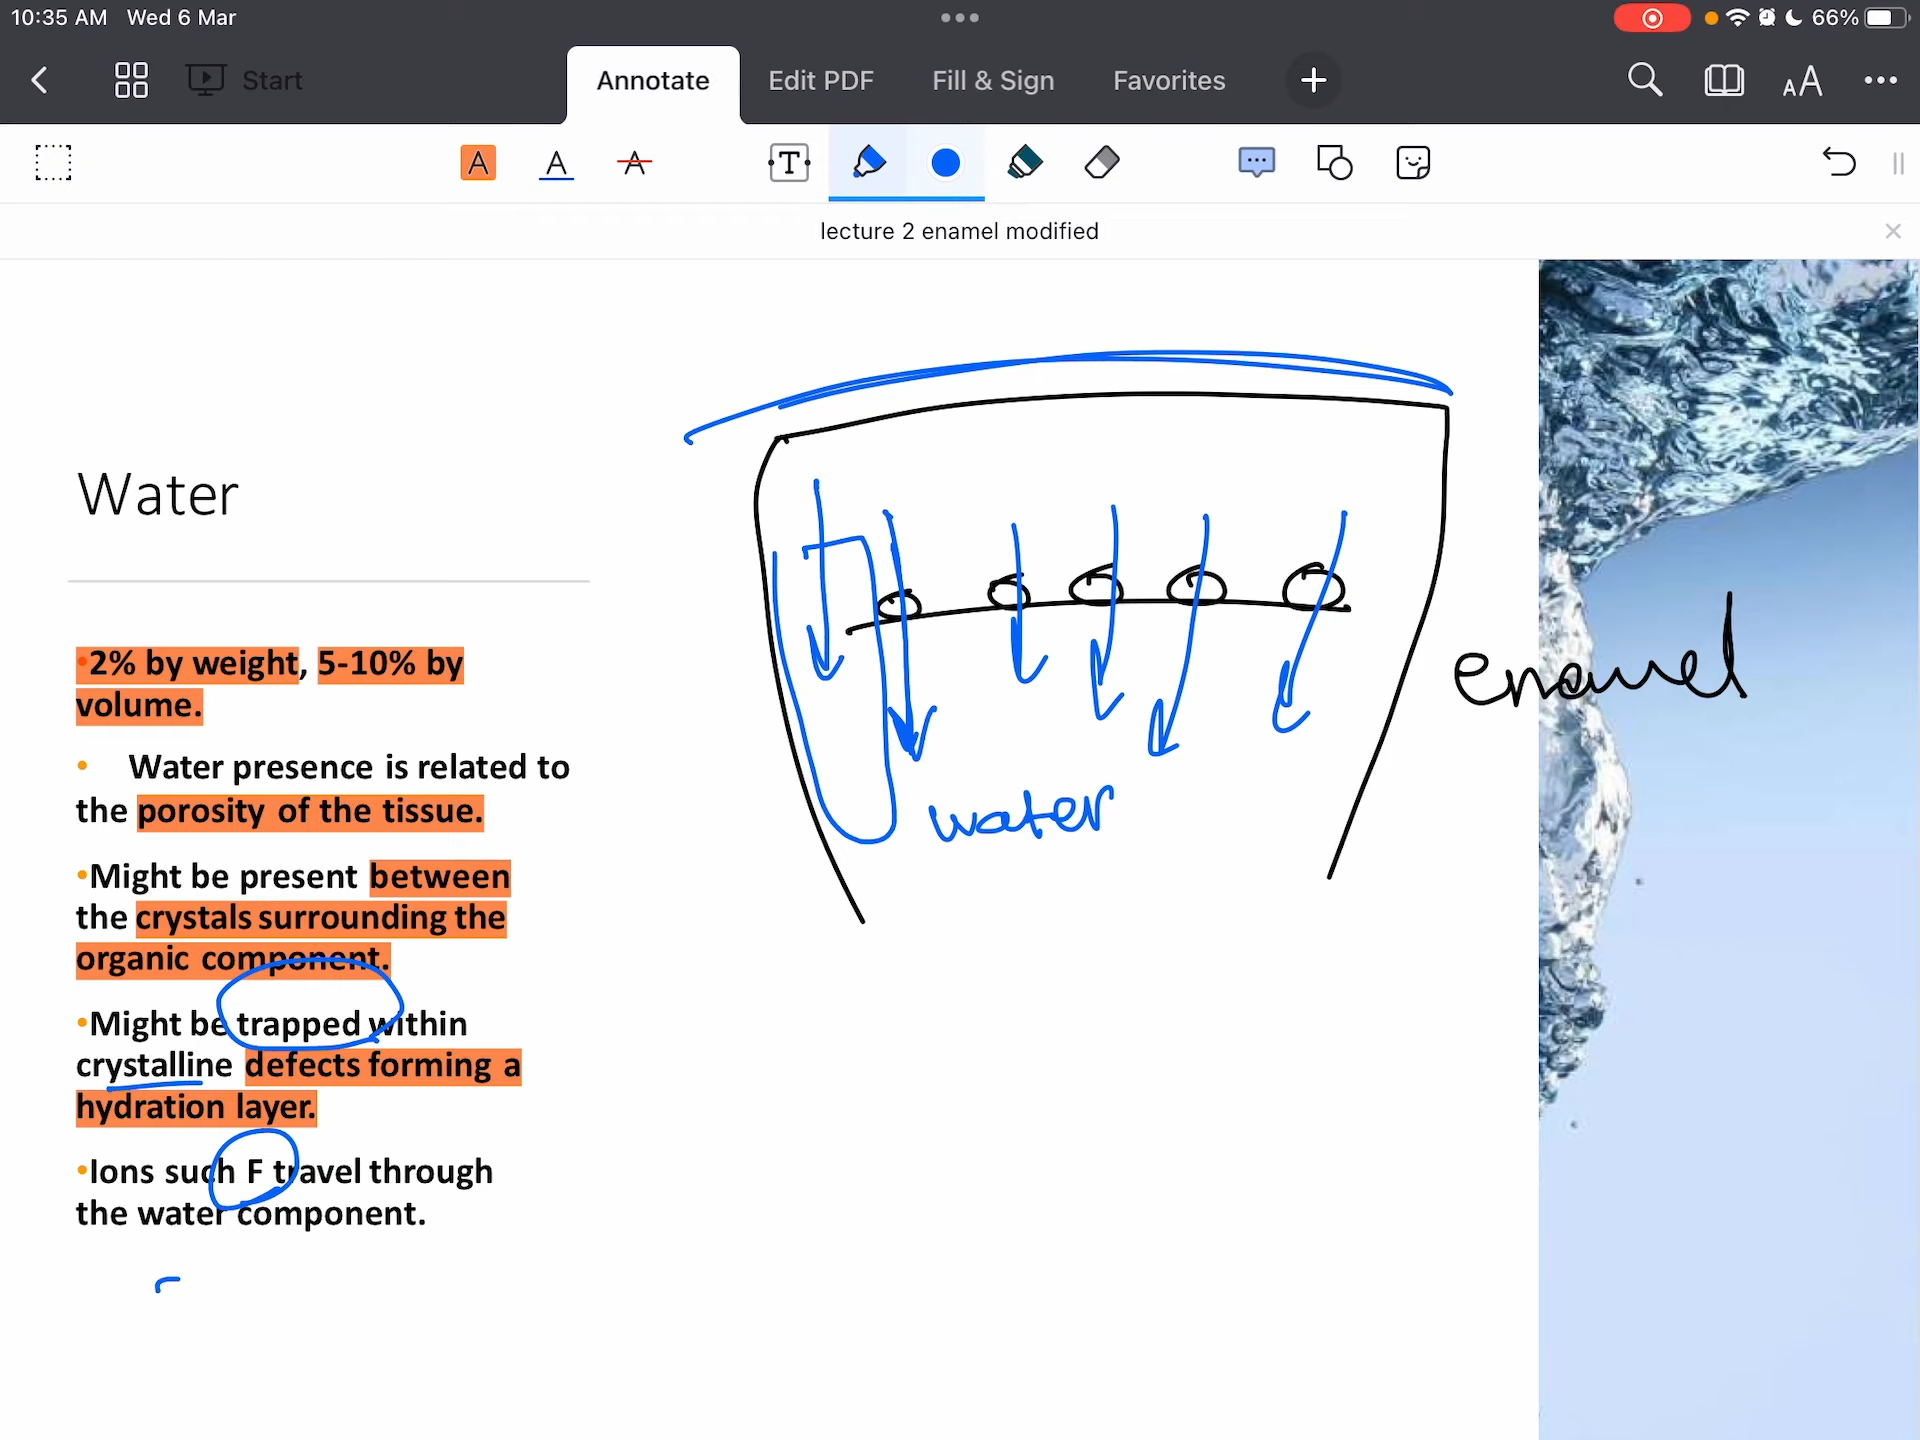 10:35 AM Wed 6 Mar
66%
Start
Annotate
Edit PDF
Fill & Sign
Favorites
AA
A A A
T
lecture 2 enamel modified
Water
•2% by weight, 5-10% by
volume.
• Water presence is related to
the porosity of the tissue.
•Might be present between
the crystals surrounding the
organic component.
•Might be trapped within
crystalline defects forming a
hydration layer.
•Ions such F travel through
the water component.
enamel
water